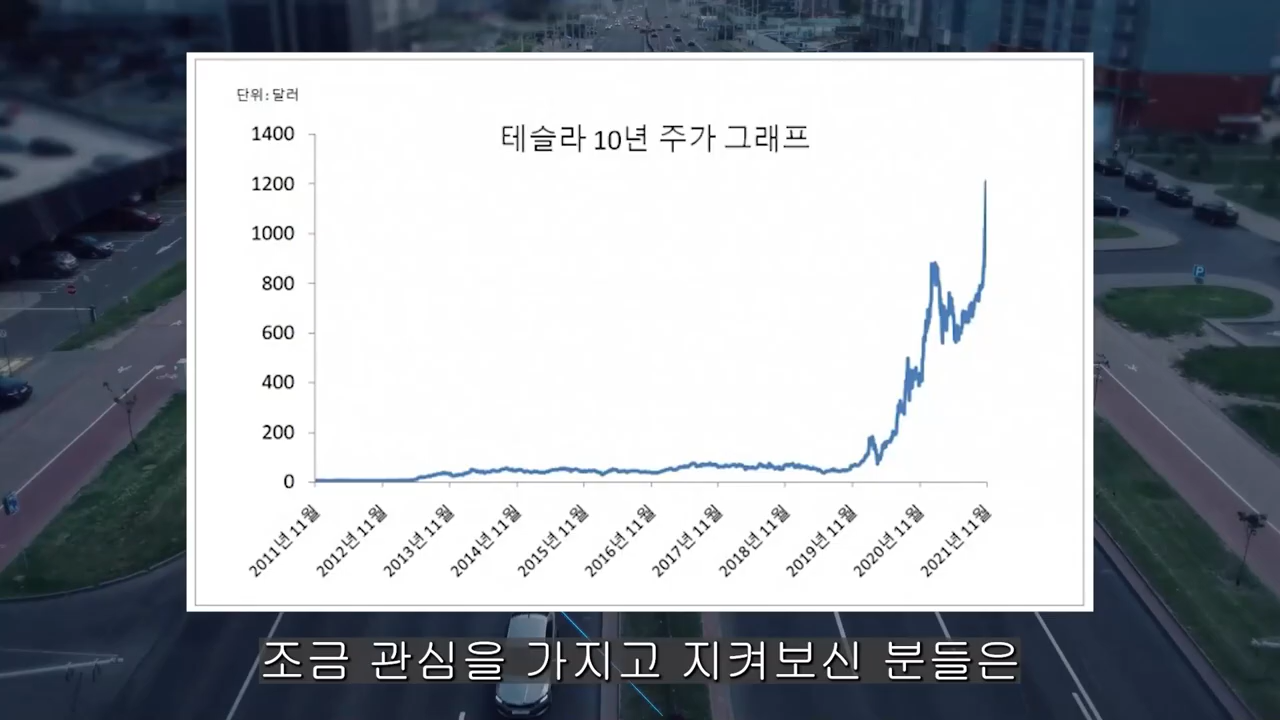 단위: 달러
테슬라 10년 주가 그래프
1400
1200
1000
800
600
400
200
0
2011년 11월
2012년 11월
2013년 11월
2014년 11월
2015년 11월
2016년 11월
2017년 11월
2018년 11월
2019년 11월
2020년 11월
2021년 11월
P
조금 관심을 가지고 지켜보신 분들은